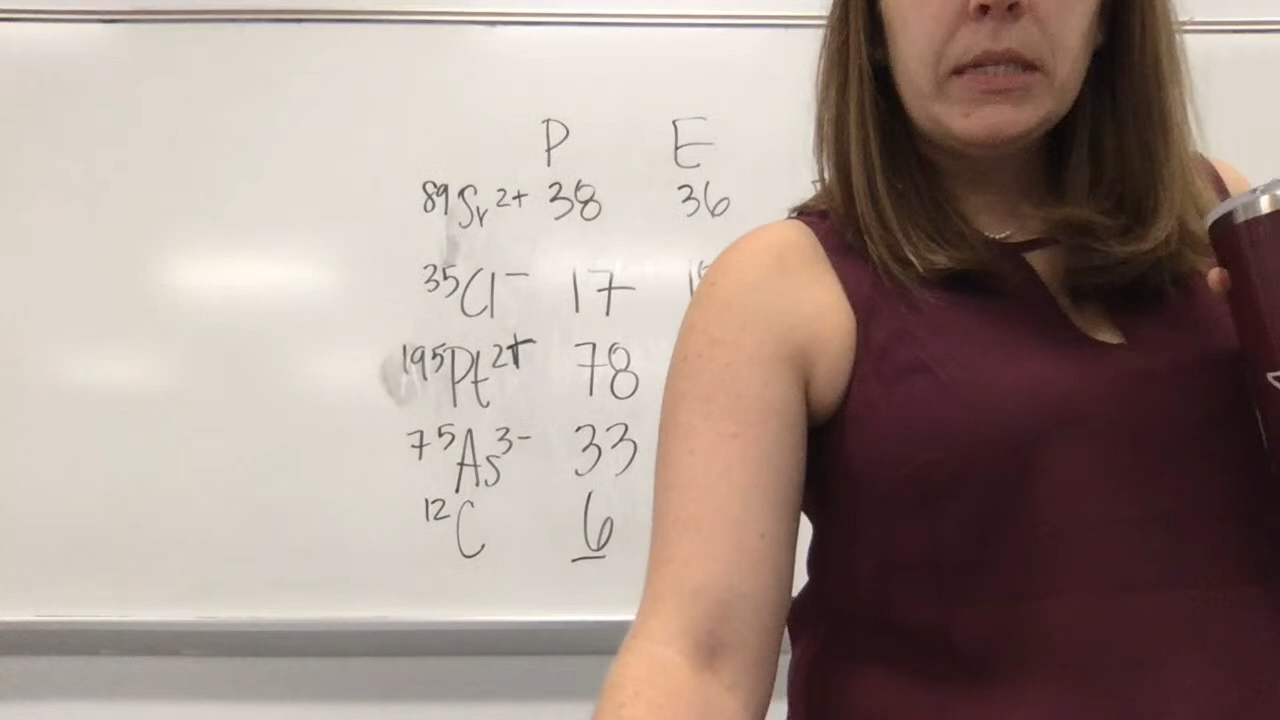 P E
89Sr2+ 38 36
35Cl- 17
195Pt2+ 78
75As3- 33
12C 6